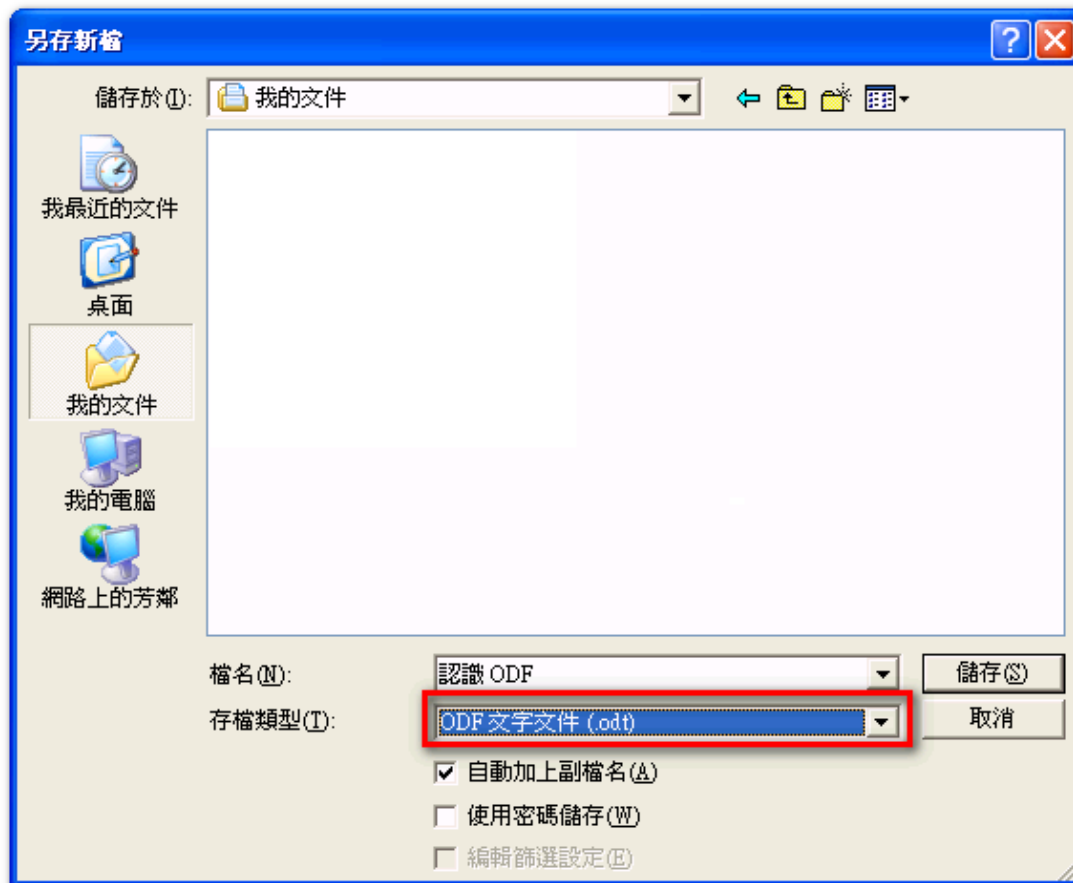 另存新檔
儲存於(I): 我的文件
我最近的文件
桌面
我的文件
我的電腦
網路上的芳鄰
檔名(N): 認識 ODF 儲存(S)
存檔類型(T): ODF 文字文件 (.odt) 取消
自動加上副檔名(A)
使用密碼儲存(W)
編輯篩選設定(E)